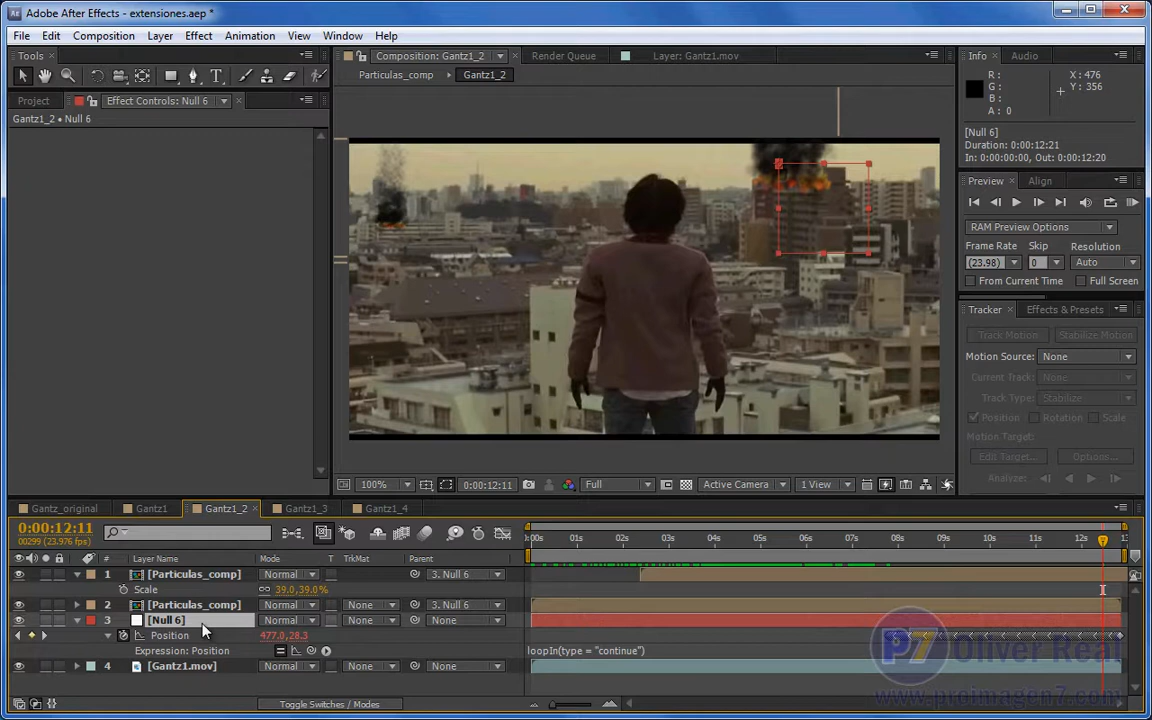 Adobe After Effects - extensiones.aep *
File Edit Composition Layer Effect Animation View Window Help
Tools
Composition: Gantz1_2 Render Queue Layer: Gantz1.mov
Info Audio
Particulas_comp Gantz1_2
R:
G:
B:
A: 0
X: 476
Y: 356
Project Effect Controls: Null 6
Gantz1_2 • Null 6
[Null 6]
Duration: 0:00:12:21
In: 0:00:00:00, Out: 0:00:12:20
Preview Align
RAM Preview Options
Frame Rate Skip Resolution
(23.98) 0 Auto
From Current Time Full Screen
Tracker Effects & Presets
Track Motion Stabilize Motion
Motion Source: None
Current Track: None
Track Type: Stabilize
Position Rotation Scale
Motion Target:
Edit Target... Options...
Analyze:
100% 0:00:12:11 Full Active Camera 1 View
Gantz_original Gantz1 Gantz1_2 Gantz1_3 Gantz1_4
0:00:12:11
00299 (23.976 fps)
0:00s 01s 02s 03s 04s 05s 06s 07s 08s 09s 10s 11s 12s 13
# Layer Name Mode T TrkMat Parent
1 [Particulas_comp] Normal 3. Null 6
Scale 39.0,39.0%
2 [Particulas_comp] Normal None 3. Null 6
3 [Null 6] Normal None None
Position 477.0,28.3
Expression: Position loopIn(type = "continue")
4 [Gantz1.mov] Normal None None
Toggle Switches / Modes
P7 Oliver Real
www.proimagen7.com